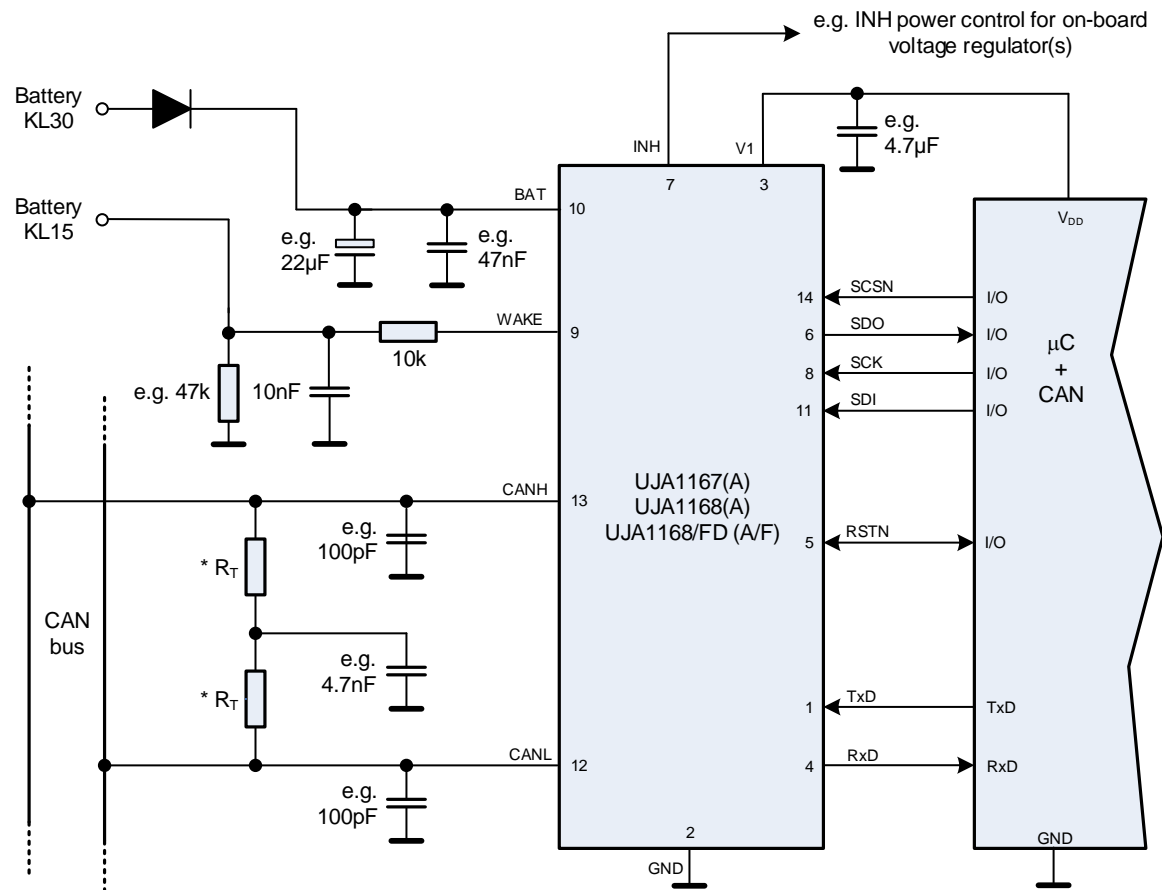 e.g. INH power control for on-board
voltage regulator(s)
Battery
KL30
e.g.
4.7µF
INH
V1
7
3
Battery
KL15
BAT
10
V_DD
e.g.
22µF
e.g.
47nF
14
SCSN
I/O
WAKE
9
6
SDO
I/O
10k
µC
+
CAN
8
SCK
I/O
e.g. 47k
10nF
11
SDI
I/O
UJA1167(A)
UJA1168(A)
UJA1168/FD (A/F)
CANH
13
e.g.
100pF
5
RSTN
I/O
* R_T
CAN
bus
e.g.
4.7nF
* R_T
1
TxD
TxD
CANL
12
4
RxD
RxD
e.g.
100pF
2
GND
GND